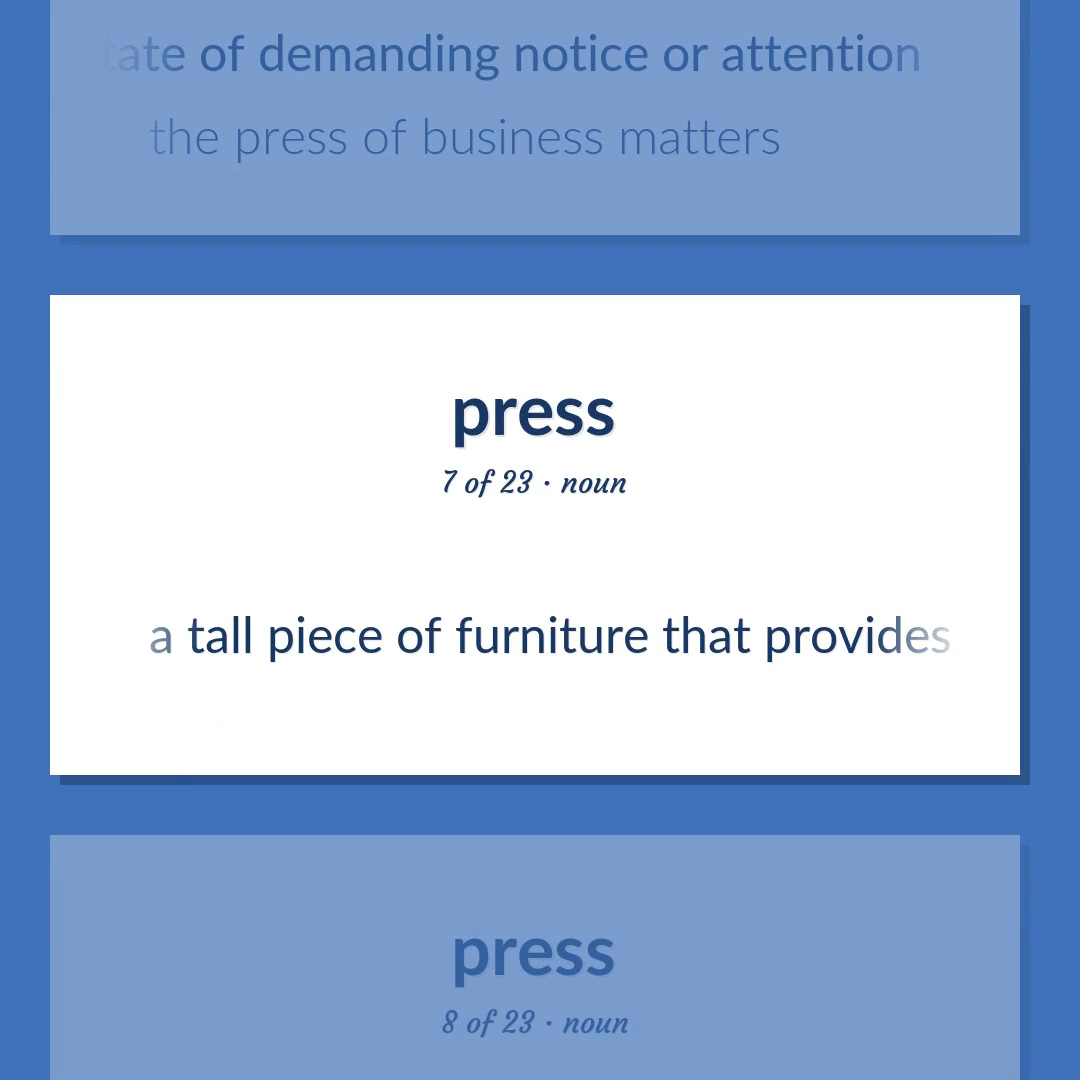 tate of demanding notice or attention
the press of business matters
press
7 of 23 · noun
a tall piece of furniture that provides
press
8 of 23 · noun